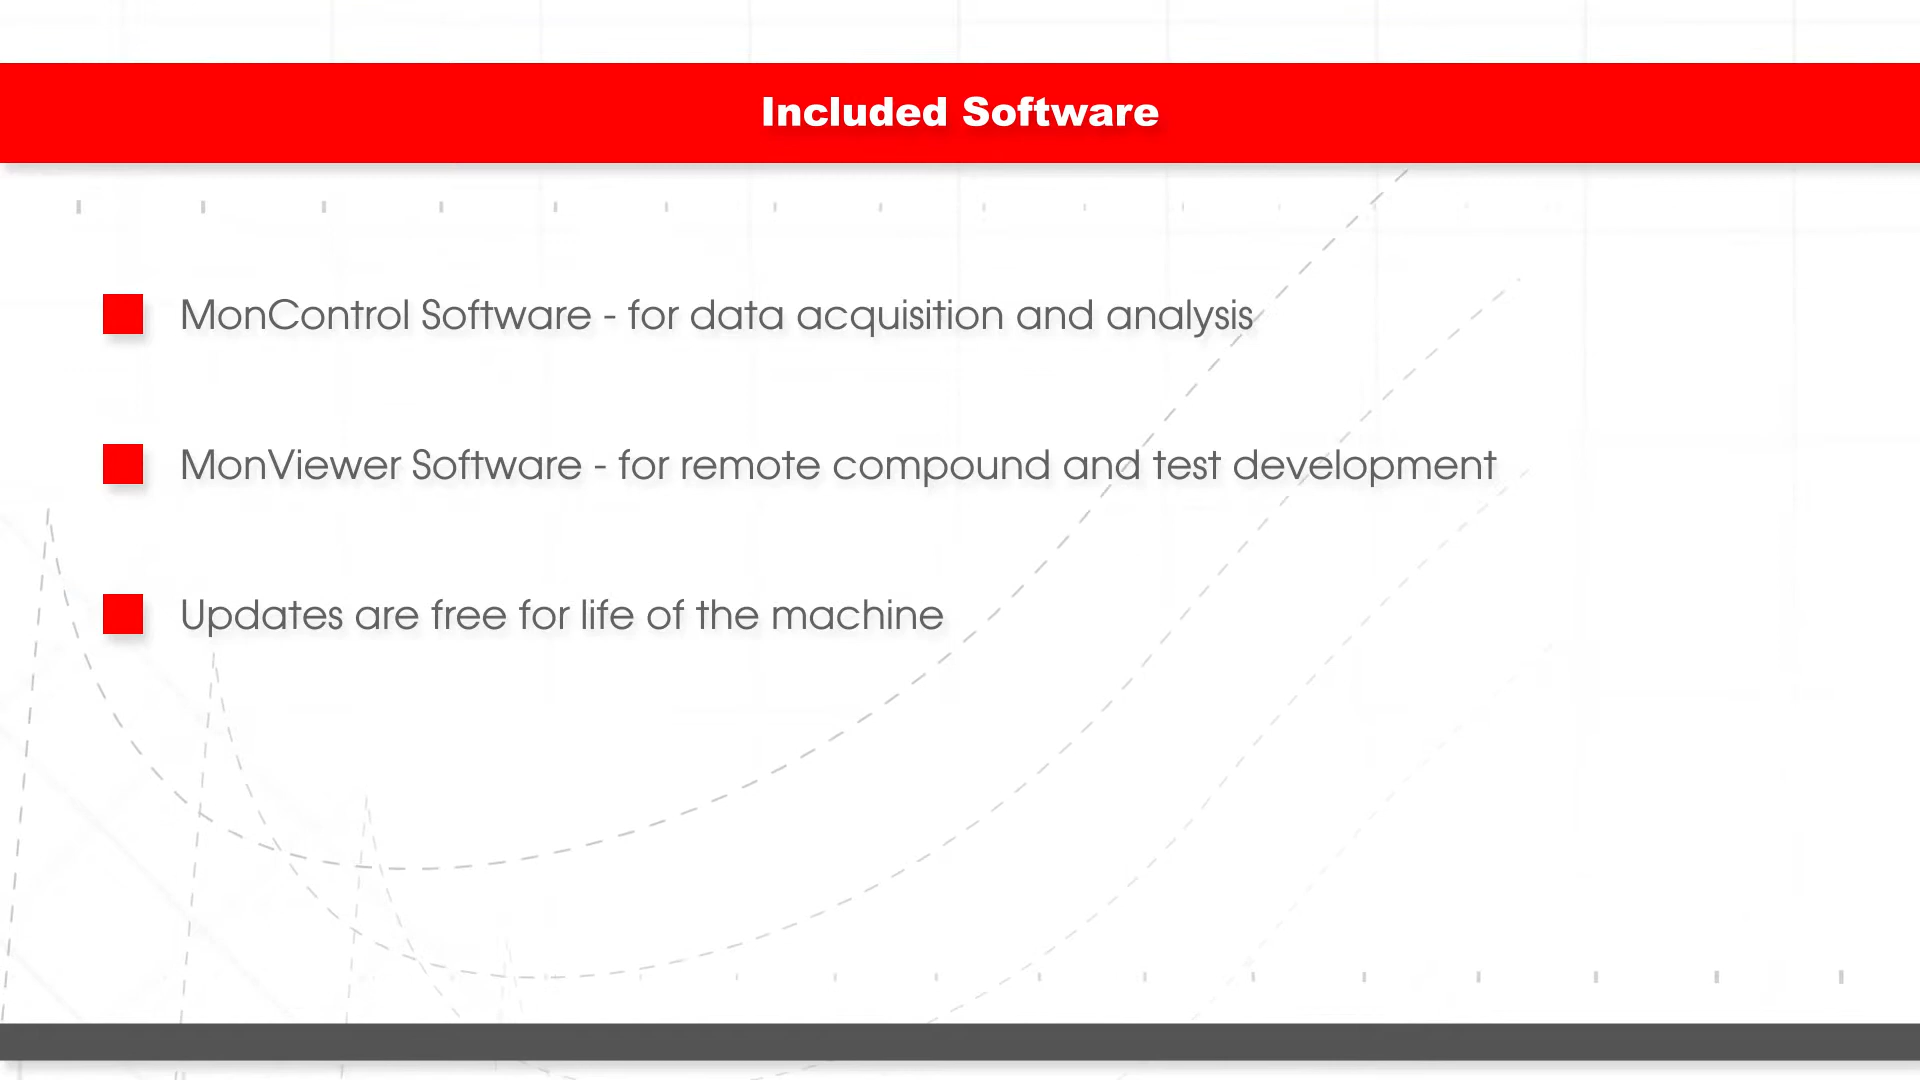 Included Software
MonControl Software - for data acquisition and analysis
MonViewer Software - for remote compound and test development
Updates are free for life of the machine